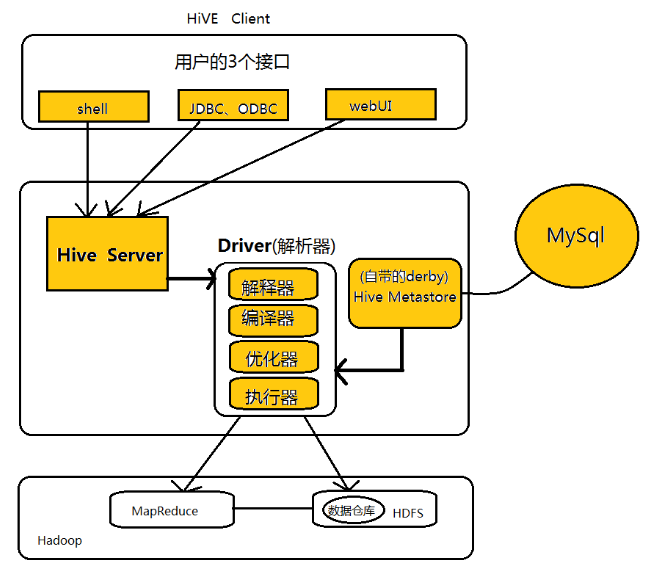 HiVE Client
用户的3个接口
shell
JDBC、ODBC
webUI
Hive Server
Driver(解析器)
解释器
编译器
优化器
执行器
(自带的derby)
Hive Metastore
MySql
MapReduce
数据仓库
HDFS
Hadoop